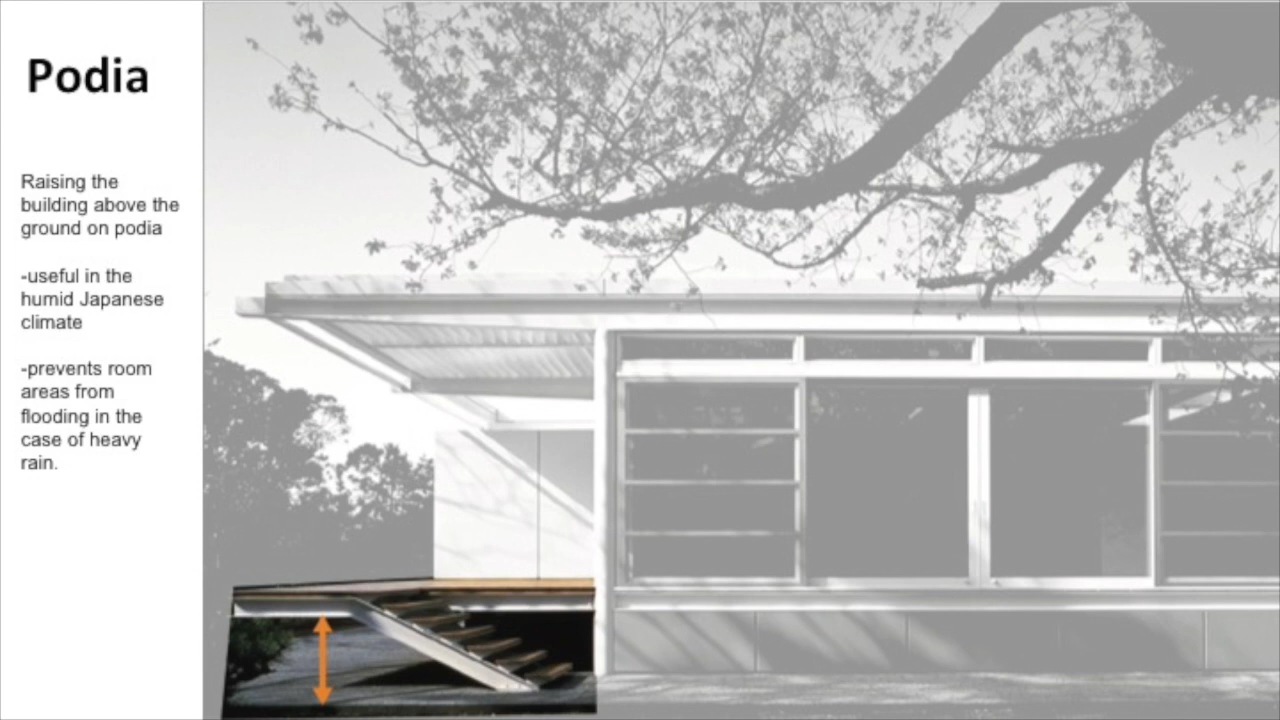 Podia
Raising the
building above the
ground on podia
-useful in the
humid Japanese
climate
-prevents room
areas from
flooding in the
case of heavy
rain.